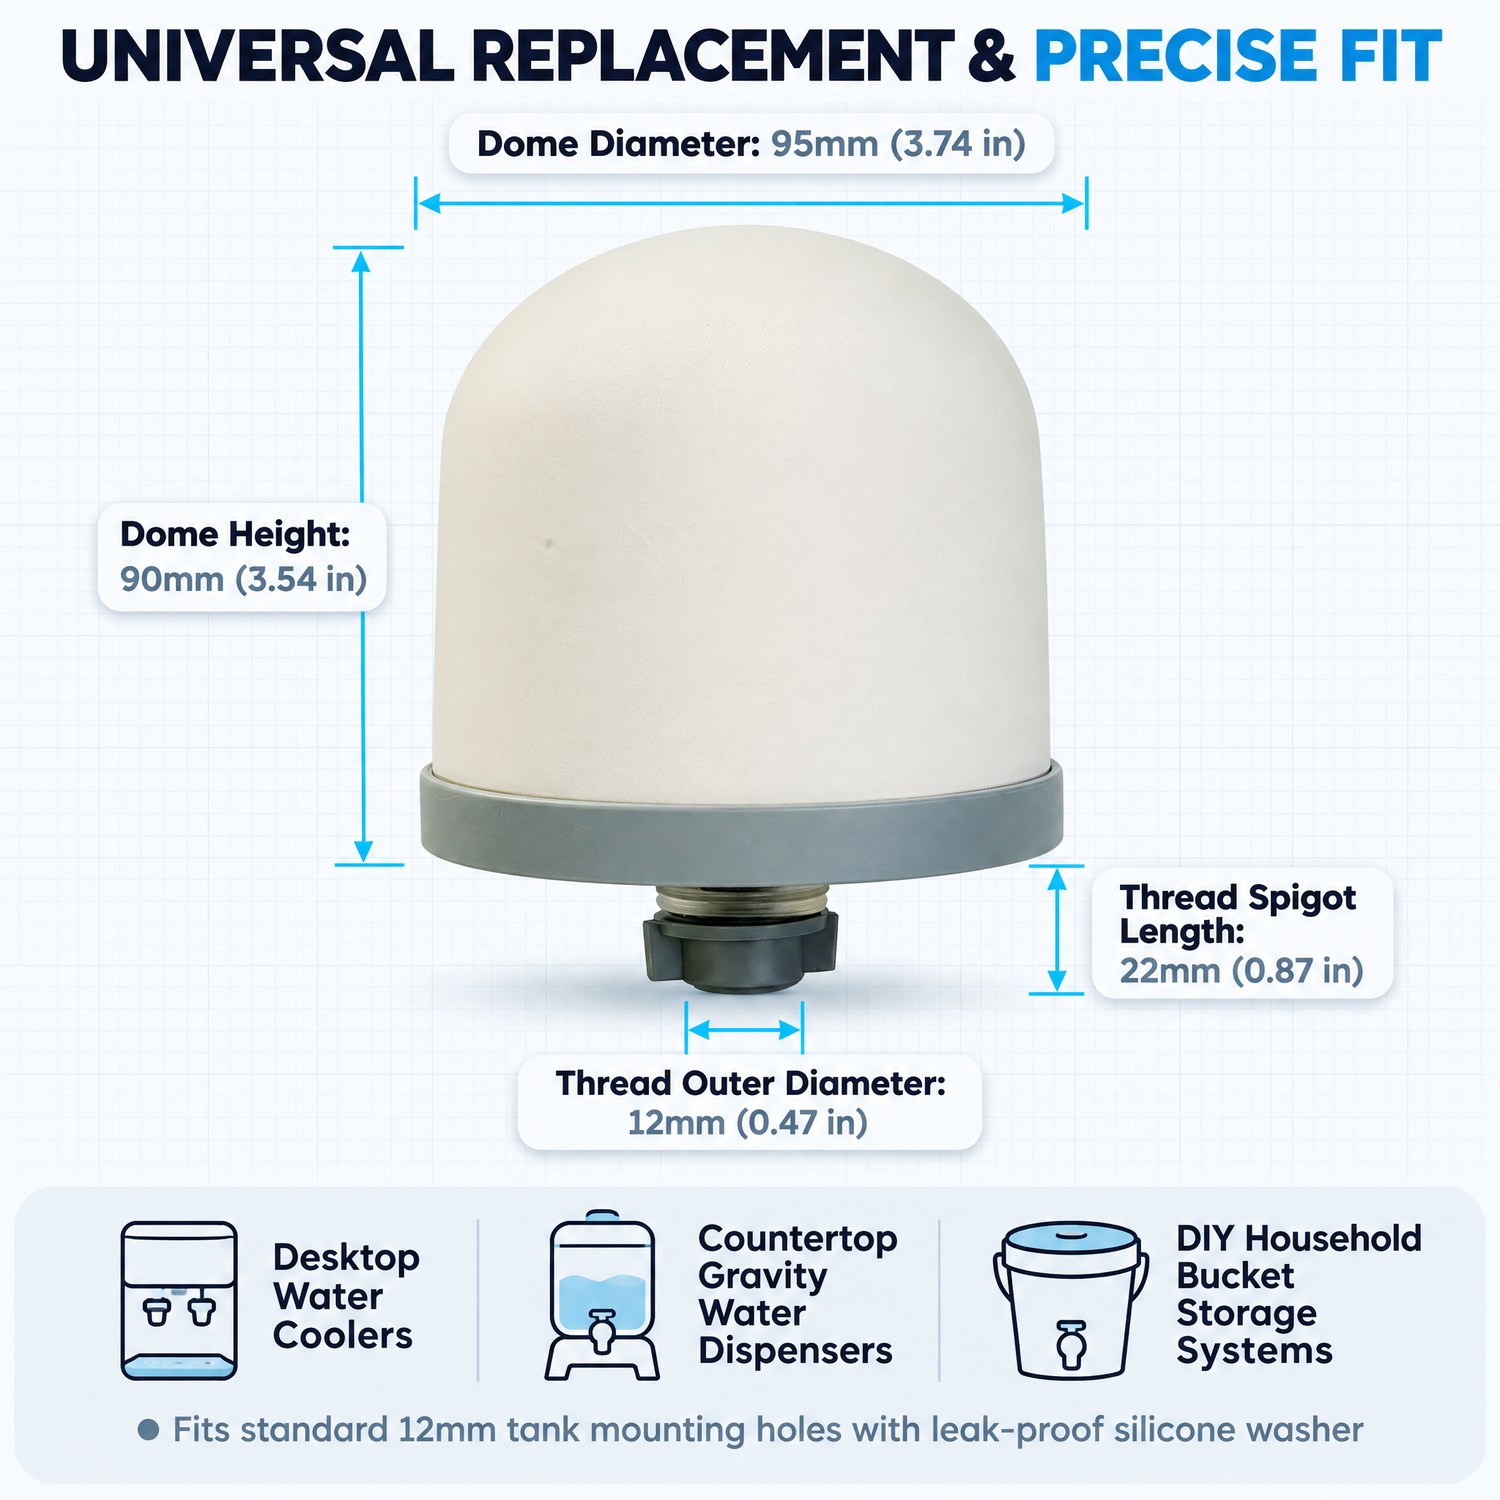 UNIVERSAL REPLACEMENT & PRECISE FIT
Dome Diameter: 95mm (3.74 in)
Dome Height:
90mm (3.54 in)
Thread Spigot
Length:
22mm (0.87 in)
Thread Outer Diameter:
12mm (0.47 in)
Desktop
Water
Coolers
Countertop
Gravity
Water
Dispensers
DIY Household
Bucket
Storage
Systems
Fits standard 12mm tank mounting holes with leak-proof silicone washer